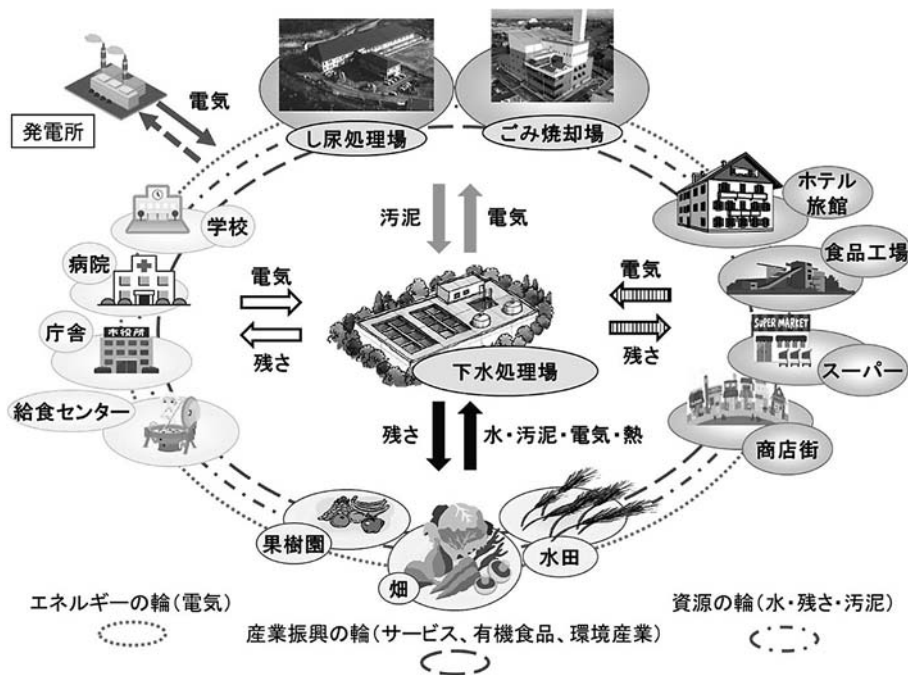 発電所
電気
し尿処理場
ごみ焼却場
学校
病院
庁舎
市役所
給食センター
ホテル
旅館
食品工場
SUPER MARKET
スーパー
商店街
汚泥
電気
電気
残さ
電気
残さ
下水処理場
残さ
水・汚泥・電気・熱
果樹園
畑
水田
エネルギーの輪（電気）
産業振興の輪（サービス、有機食品、環境産業）
資源の輪（水・残さ・汚泥）